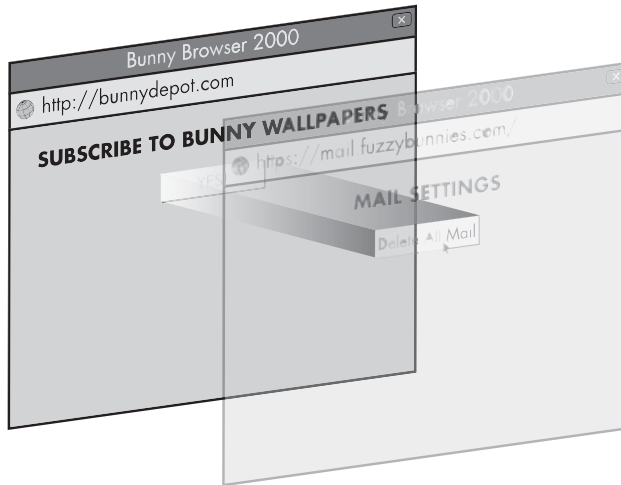 Bunny Browser 2000
http://bunnydepot.com
SUBSCRIBE TO BUNNY WALLPAPERS
YES
Browser 2000
https://mail.fuzzybunnies.com/
MAIL SETTINGS
Delete All Mail